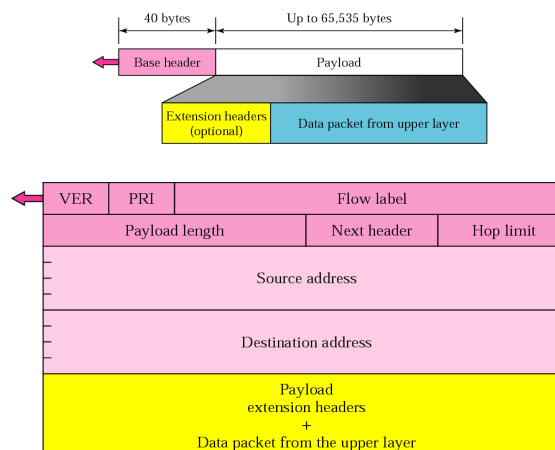 40 bytes
Up to 65,535 bytes
Base header
Payload
Extension headers
(optional)
Data packet from upper layer
VER
PRI
Flow label
Payload length
Next header
Hop limit
Source address
Destination address
Payload
extension headers
+
Data packet from the upper layer